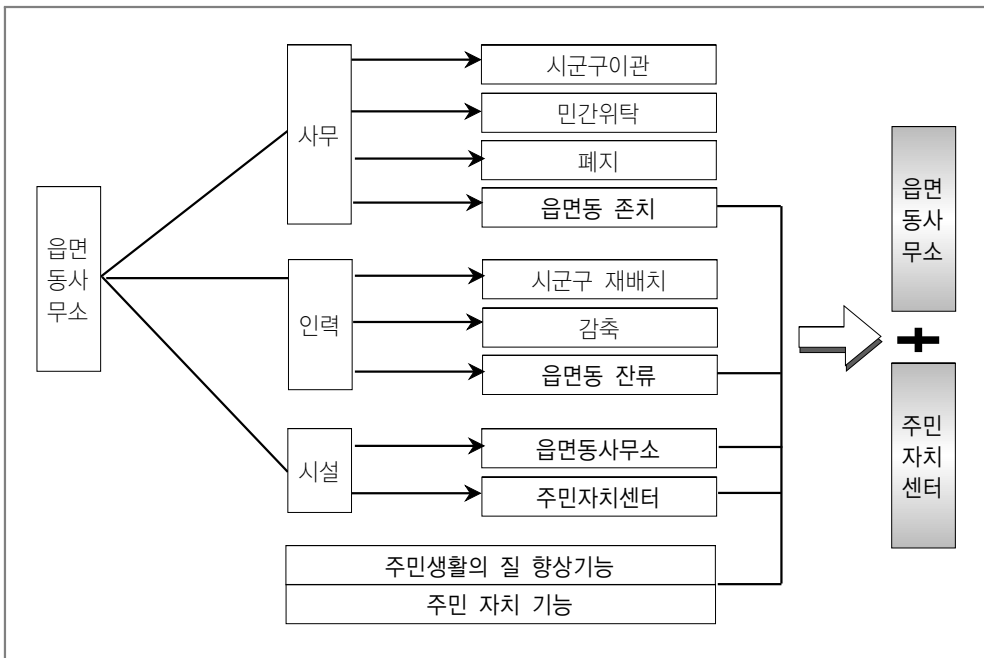 읍면
동사
무소
사무
시군구이관
민간위탁
폐지
읍면동 존치
인력
시군구 재배치
감축
읍면동 잔류
시설
읍면동사무소
주민자치센터
주민생활의 질 향상기능
주민 자치 기능
읍면
동사
무소
+
주민
자치
센터